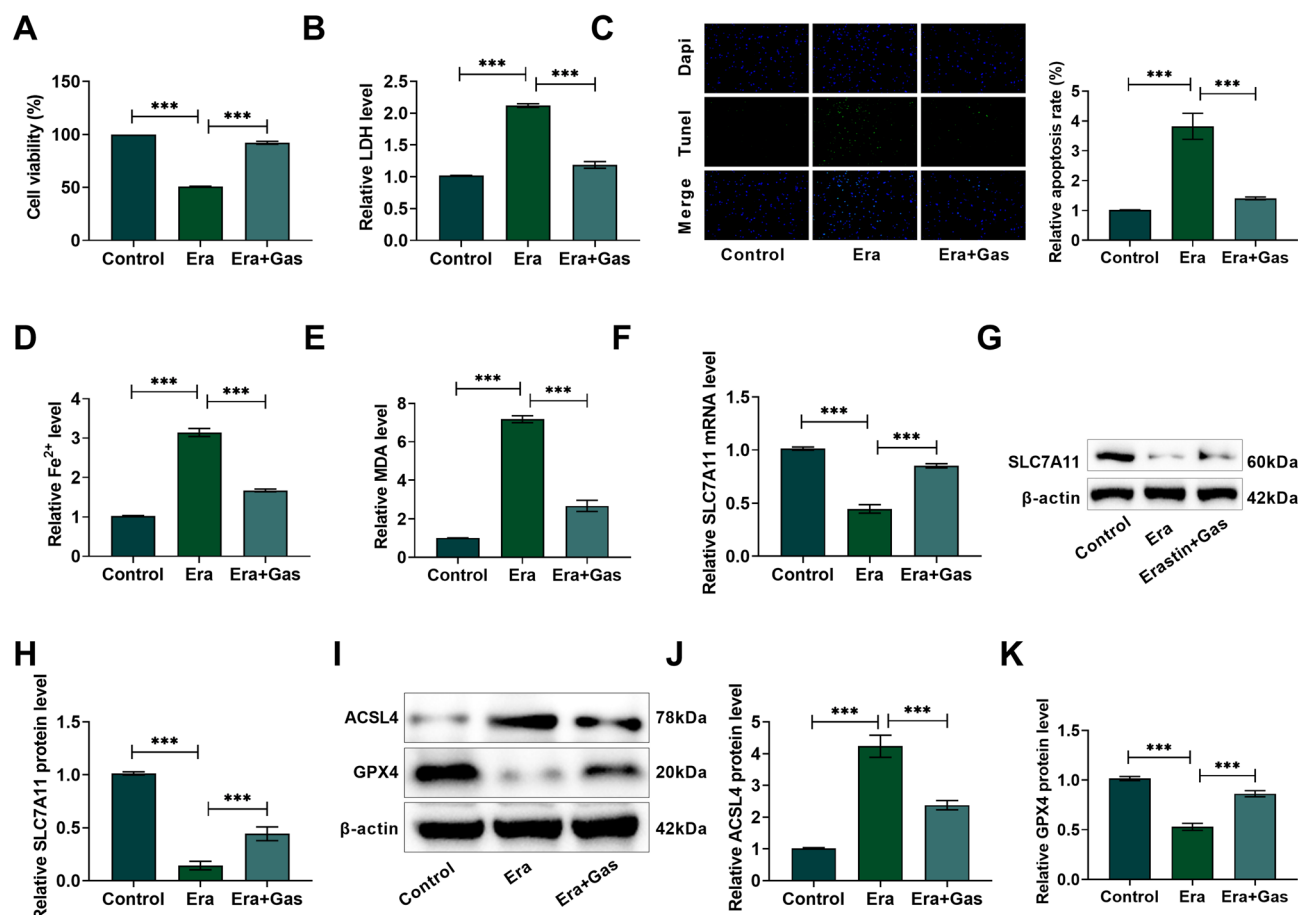 A
Cell viability (%)
150
100
50
0
***
***
Control Era Era+Gas
B
Relative LDH level
2.5
2.0
1.5
1.0
0.5
0.0
***
***
Control Era Era+Gas
C
Dapi
Tunel
Merge
Control Era Era+Gas
Relative apoptosis rate (%)
5
4
3
2
1
0
***
***
Control Era Era+Gas
D
Relative Fe2+ level
4
3
2
1
0
***
***
Control Era Era+Gas
E
Relative MDA level
8
6
4
2
0
***
***
Control Era Era+Gas
F
Relative SLC7A11 mRNA level
1.5
1.0
0.5
0.0
***
***
Control Era Era+Gas
G
SLC7A11 60kDa
β-actin 42kDa
Control Era Erastin+Gas
H
Relative SLC7A11 protein level
1.5
1.0
0.5
0.0
***
***
Control Era Era+Gas
I
ACSL4 78kDa
GPX4 20kDa
β-actin 42kDa
Control Era Era+Gas
J
Relative ACSL4 protein level
5
4
3
2
1
0
***
***
Control Era Era+Gas
K
Relative GPX4 protein level
1.5
1.0
0.5
0.0
***
***
Control Era Era+Gas